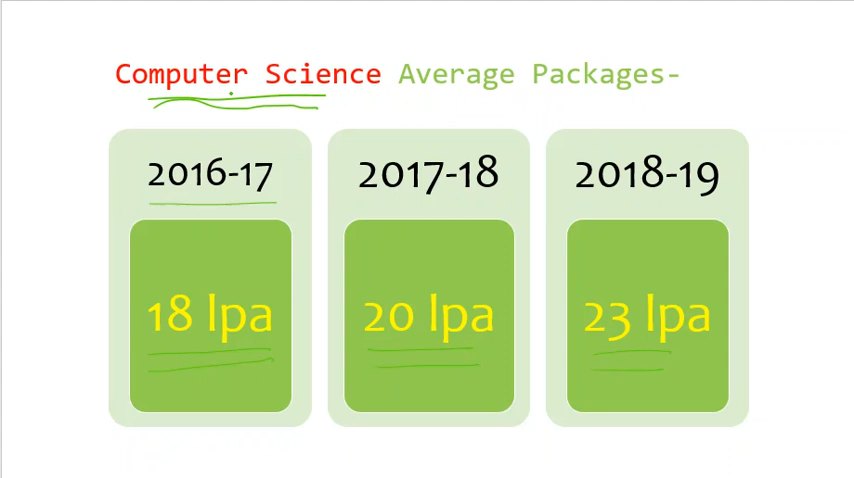 Computer Science Average Packages-
2016-17
18 lpa
2017-18
20 lpa
2018-19
23 lpa